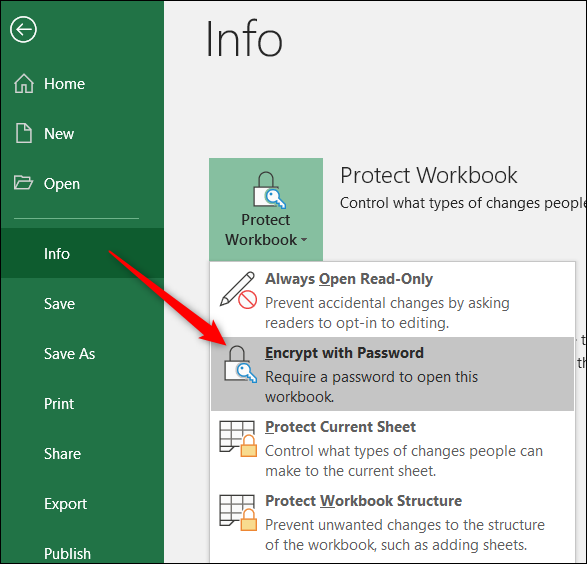 Info
Home
New
Open
Info
Save
Save As
Print
Share
Export
Publish
Protect
Workbook
Protect Workbook
Control what types of changes people
Always Open Read-Only
Prevent accidental changes by asking
readers to opt-in to editing.
Encrypt with Password
Require a password to open this
workbook.
Protect Current Sheet
Control what types of changes people can
make to the current sheet.
Protect Workbook Structure
Prevent unwanted changes to the structure
of the workbook, such as adding sheets.